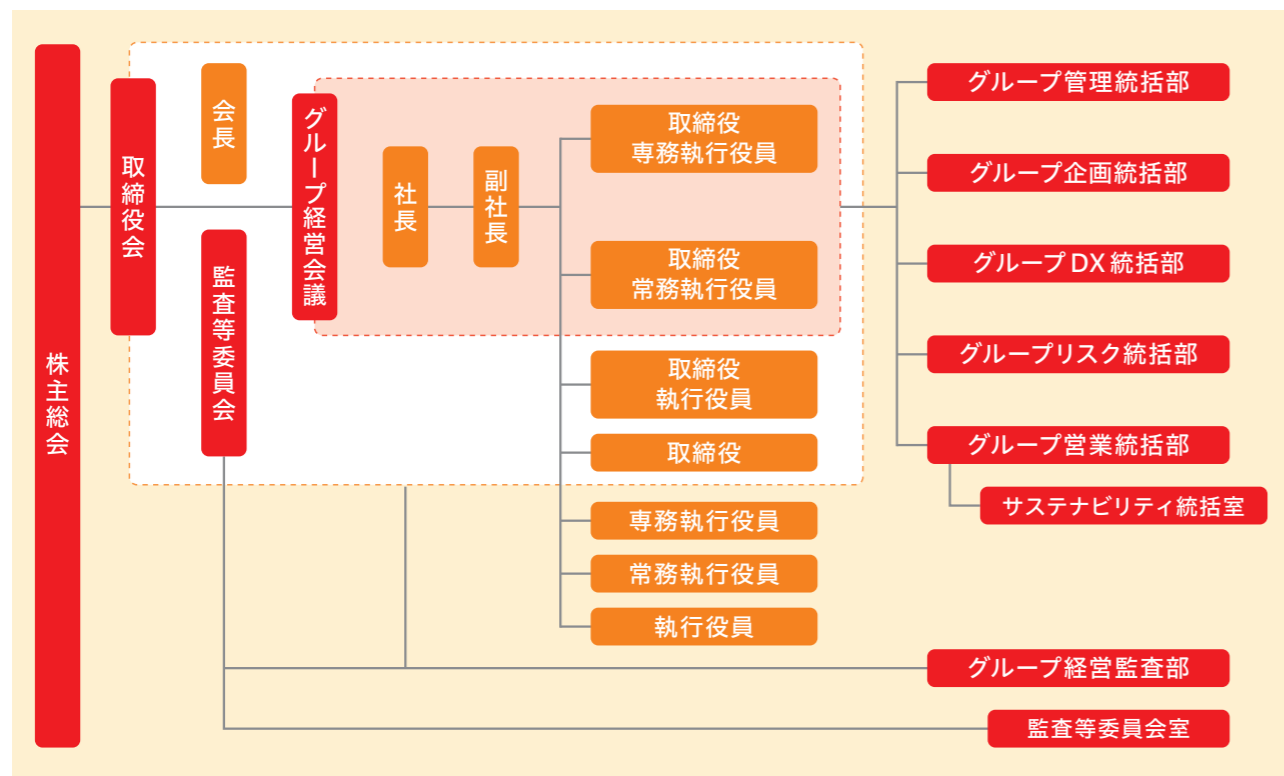 株主総会
取締役会
会長
監査等委員会
グループ経営会議
社長
副社長
取締役
専務執行役員
取締役
常務執行役員
取締役
執行役員
取締役
専務執行役員
常務執行役員
執行役員
グループ管理統括部
グループ企画統括部
グループDX統括部
グループリスク統括部
グループ営業統括部
サステナビリティ統括室
グループ経営監査部
監査等委員会室